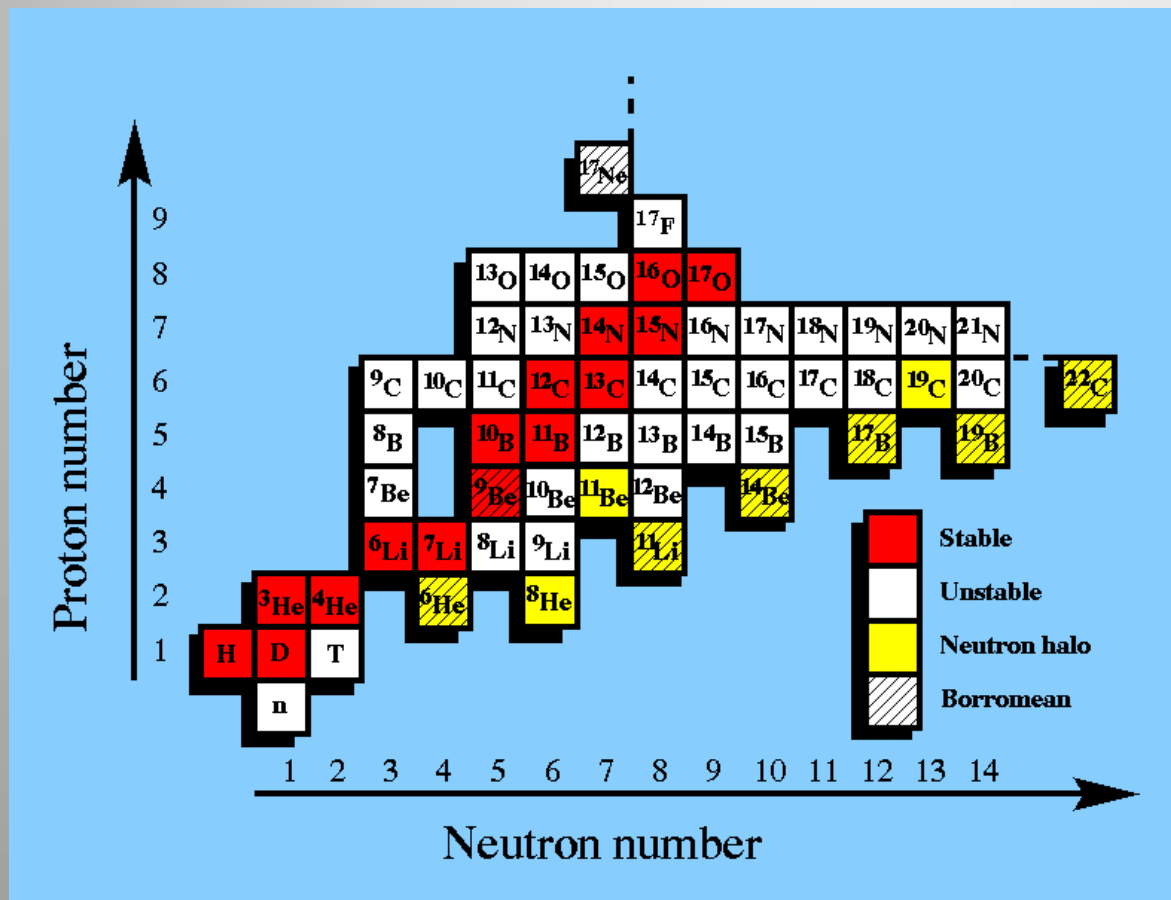 ¹⁷Ne
9 ¹⁷F
8 ¹³O ¹⁴O ¹⁵O ¹⁶O ¹⁷O
7 ¹²N ¹³N ¹⁴N ¹⁵N ¹⁶N ¹⁷N ¹⁸N ¹⁹N ²⁰N ²¹N
6 ⁹C ¹⁰C ¹¹C ¹²C ¹³C ¹⁴C ¹⁵C ¹⁶C ¹⁷C ¹⁸C ¹⁹C ²⁰C ²²C
5 ⁸B ¹⁰B ¹¹B ¹²B ¹³B ¹⁴B ¹⁵B ¹⁷B ¹⁹B
4 ⁷Be ⁹Be ¹⁰Be ¹¹Be ¹²Be ¹⁴Be
3 ⁶Li ⁷Li ⁸Li ⁹Li ¹¹Li
2 ³He ⁴He ⁶He ⁸He
1 H D T
n
Proton number
Stable
Unstable
Neutron halo
Borromean
1 2 3 4 5 6 7 8 9 10 11 12 13 14
Neutron number